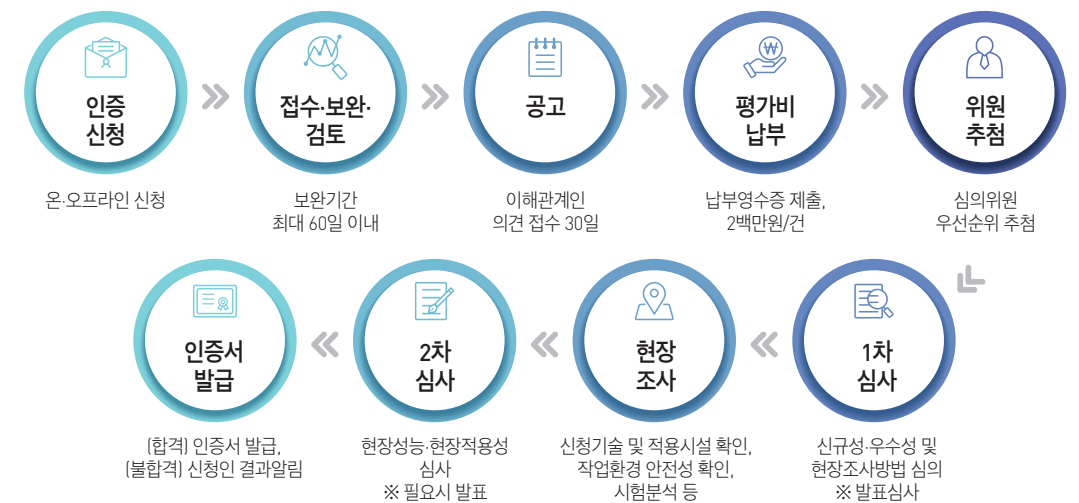 인증
신청
온·오프라인 신청
접수·보완·
검토
보완기간
최대 60일 이내
공고
이해관계인
의견 접수 30일
평가비
납부
납부영수증 제출,
2백만원/건
위원
추첨
심의위원
우선순위 추첨
1차
심사
신규성·우수성 및
현장조사방법 심의
※ 발표심사
현장
조사
신청기술 및 적용시설 확인,
작업환경 안전성 확인,
시험분석 등
2차
심사
현장성능·현장적용성
심사
※ 필요시 발표
인증서
발급
(합격) 인증서 발급,
(불합격) 신청인 결과알림